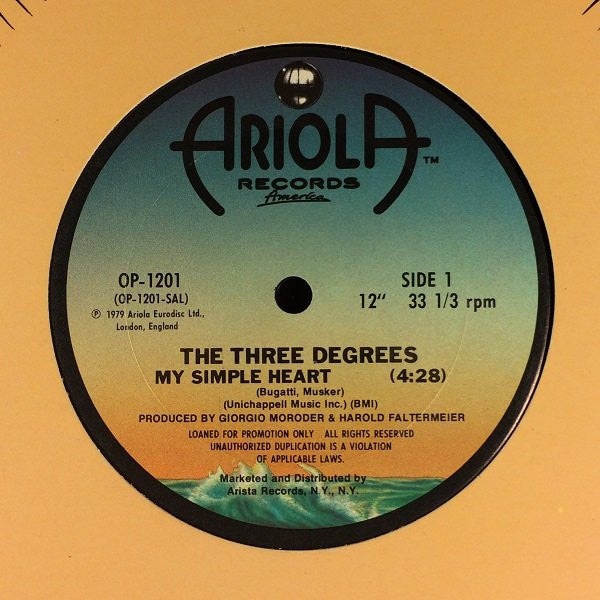 ARIOLA™
RECORDS
America
OP-1201
(OP-1201-SAL)
℗ 1979 Ariola Eurodisc Ltd.,
London, England
SIDE 1
12" 33 1/3 rpm
THE THREE DEGREES
MY SIMPLE HEART (4:28)
(Bugatti, Musker)
(Unichappell Music Inc.) (BMI)
PRODUCED BY GIORGIO MORODER & HAROLD FALTERMEIER
LOANED FOR PROMOTION ONLY ALL RIGHTS RESERVED
UNAUTHORIZED DUPLICATION IS A VIOLATION
OF APPLICABLE LAWS.
Marketed and Distributed by
Arista Records, N.Y., N.Y.